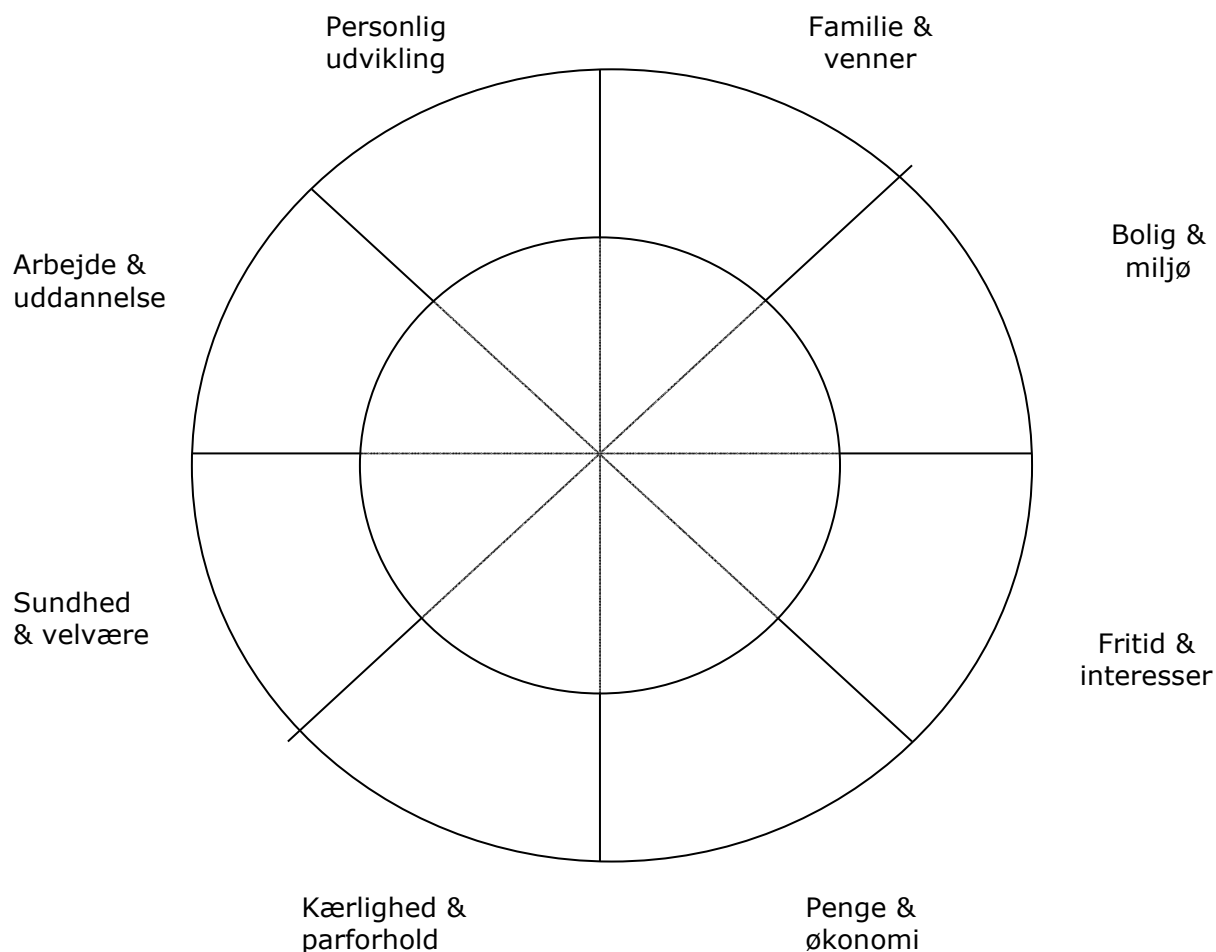 Personlig
udvikling
Familie &
venner
Bolig &
miljø
Arbejde &
uddannelse
Sundhed
& velvære
Fritid &
interesser
Kærlighed &
parforhold
Penge &
økonomi